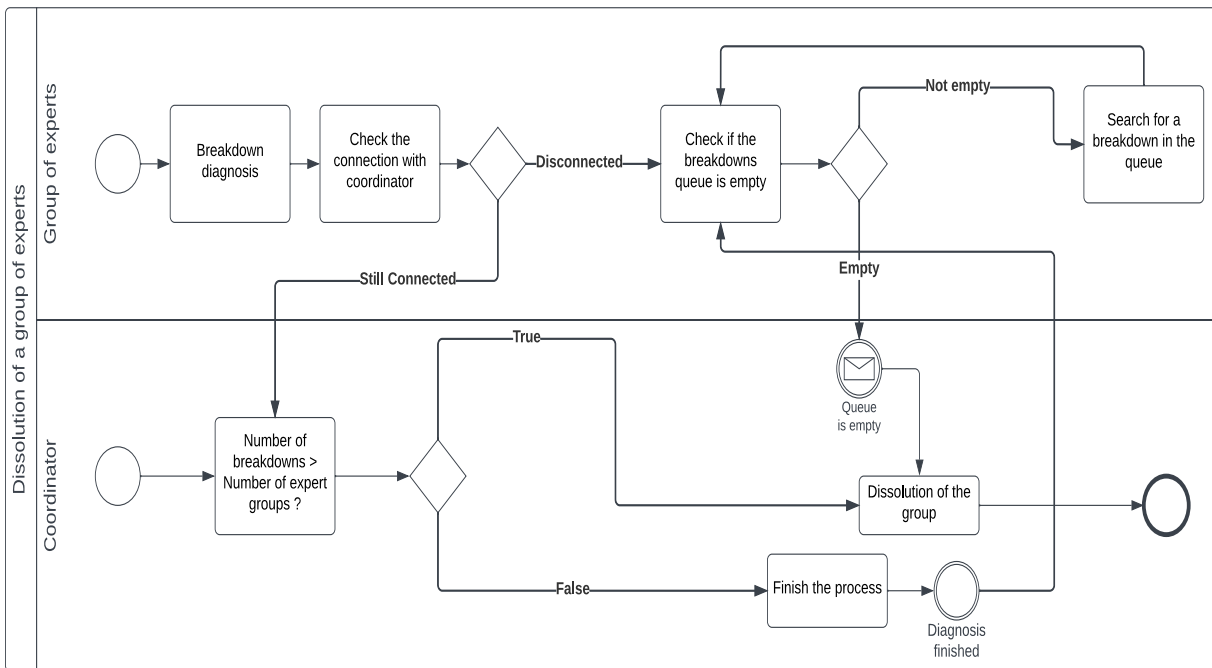 Dissolution of a group of experts
Group of experts
Breakdown
diagnosis
Check the
connection with
coordinator
Disconnected
Check if the
breakdowns
queue is empty
Not empty
Search for a
breakdown in the
queue
Still Connected
Empty
Coordinator
Number of
breakdowns >
Number of expert
groups ?
True
Queue
is empty
Dissolution of the
group
False
Finish the process
Diagnosis
finished